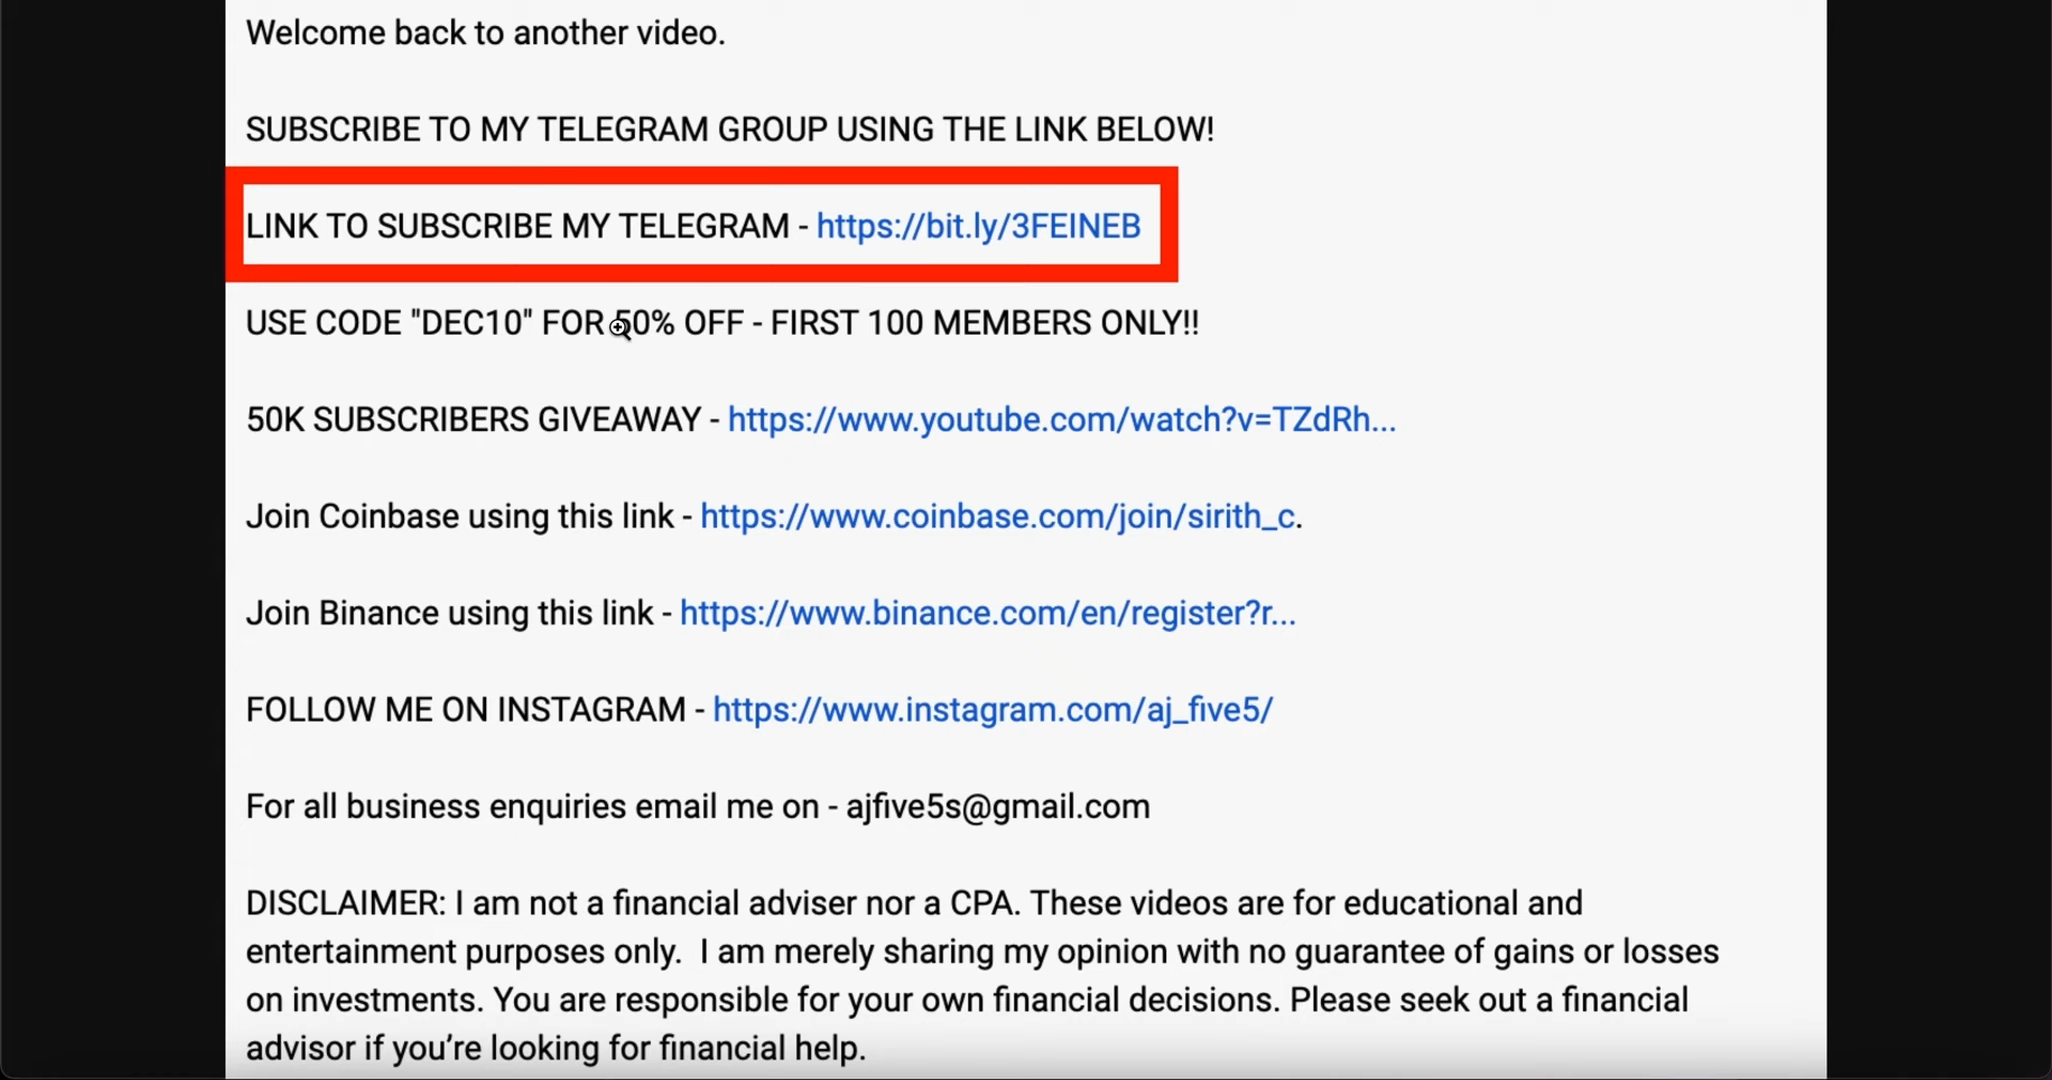 Welcome back to another video.
SUBSCRIBE TO MY TELEGRAM GROUP USING THE LINK BELOW!
LINK TO SUBSCRIBE MY TELEGRAM - https://bit.ly/3FEINEB
USE CODE "DEC10" FOR 50% OFF - FIRST 100 MEMBERS ONLY!!
50K SUBSCRIBERS GIVEAWAY - https://www.youtube.com/watch?v=TZdRh...
Join Coinbase using this link - https://www.coinbase.com/join/sirith_c.
Join Binance using this link - https://www.binance.com/en/register?r...
FOLLOW ME ON INSTAGRAM - https://www.instagram.com/aj_five5/
For all business enquiries email me on - ajfive5s@gmail.com
DISCLAIMER: I am not a financial adviser nor a CPA. These videos are for educational and
entertainment purposes only.  I am merely sharing my opinion with no guarantee of gains or losses
on investments. You are responsible for your own financial decisions. Please seek out a financial
advisor if you’re looking for financial help.